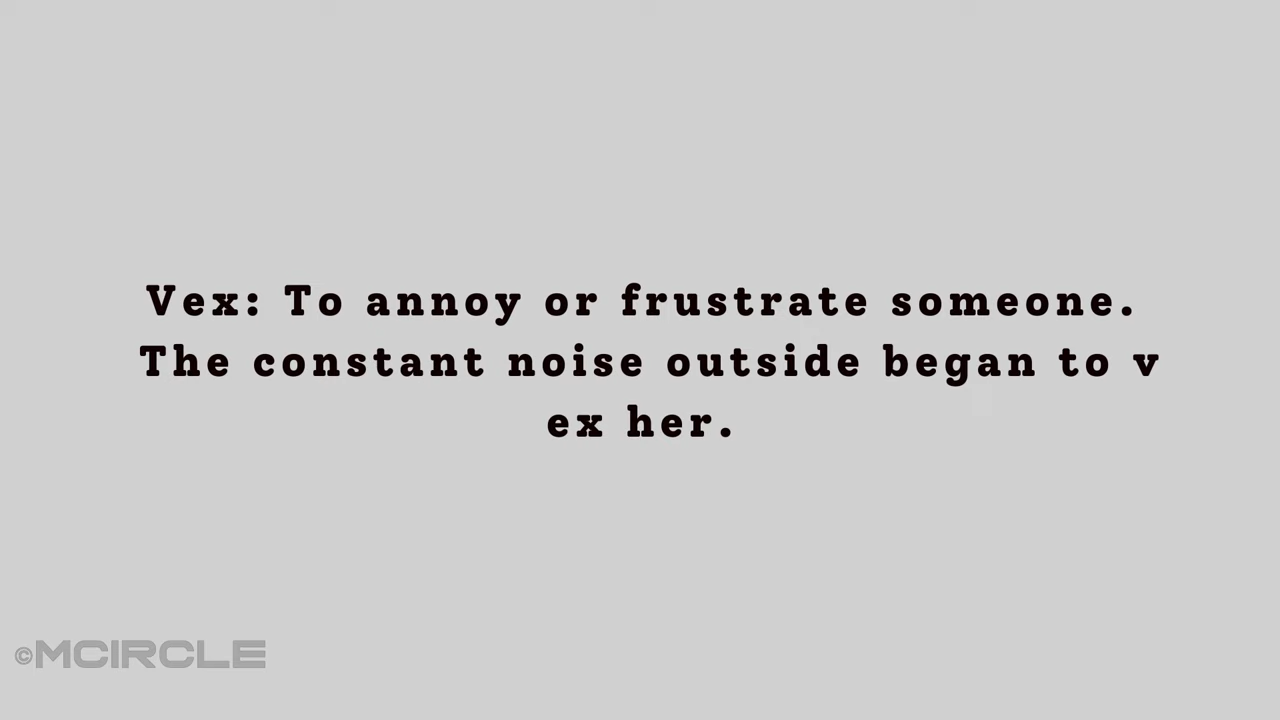 Vex: To annoy or frustrate someone.
The constant noise outside began to v
ex her.
©MCIRCLE